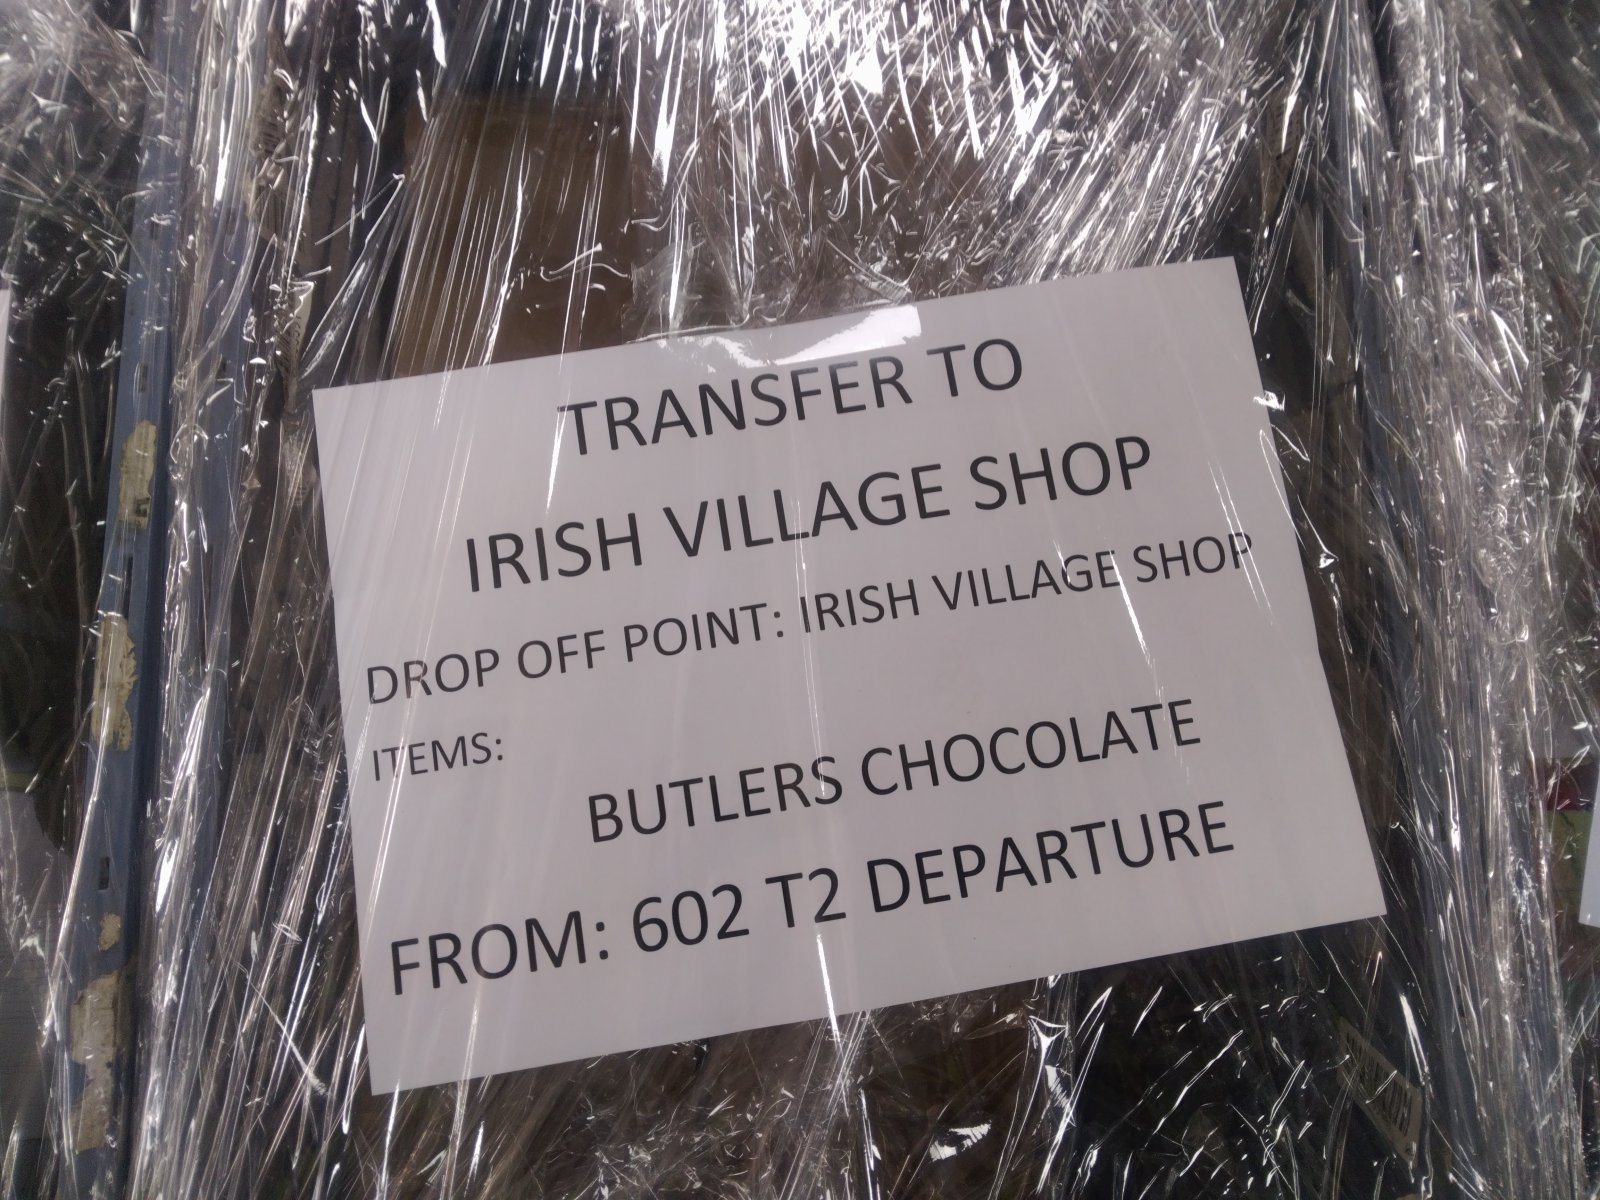 TRANSFER TO
IRISH VILLAGE SHOP
DROP OFF POINT: IRISH VILLAGE SHOP
ITEMS:
BUTLERS CHOCOLATE
FROM: 602 T2 DEPARTURE